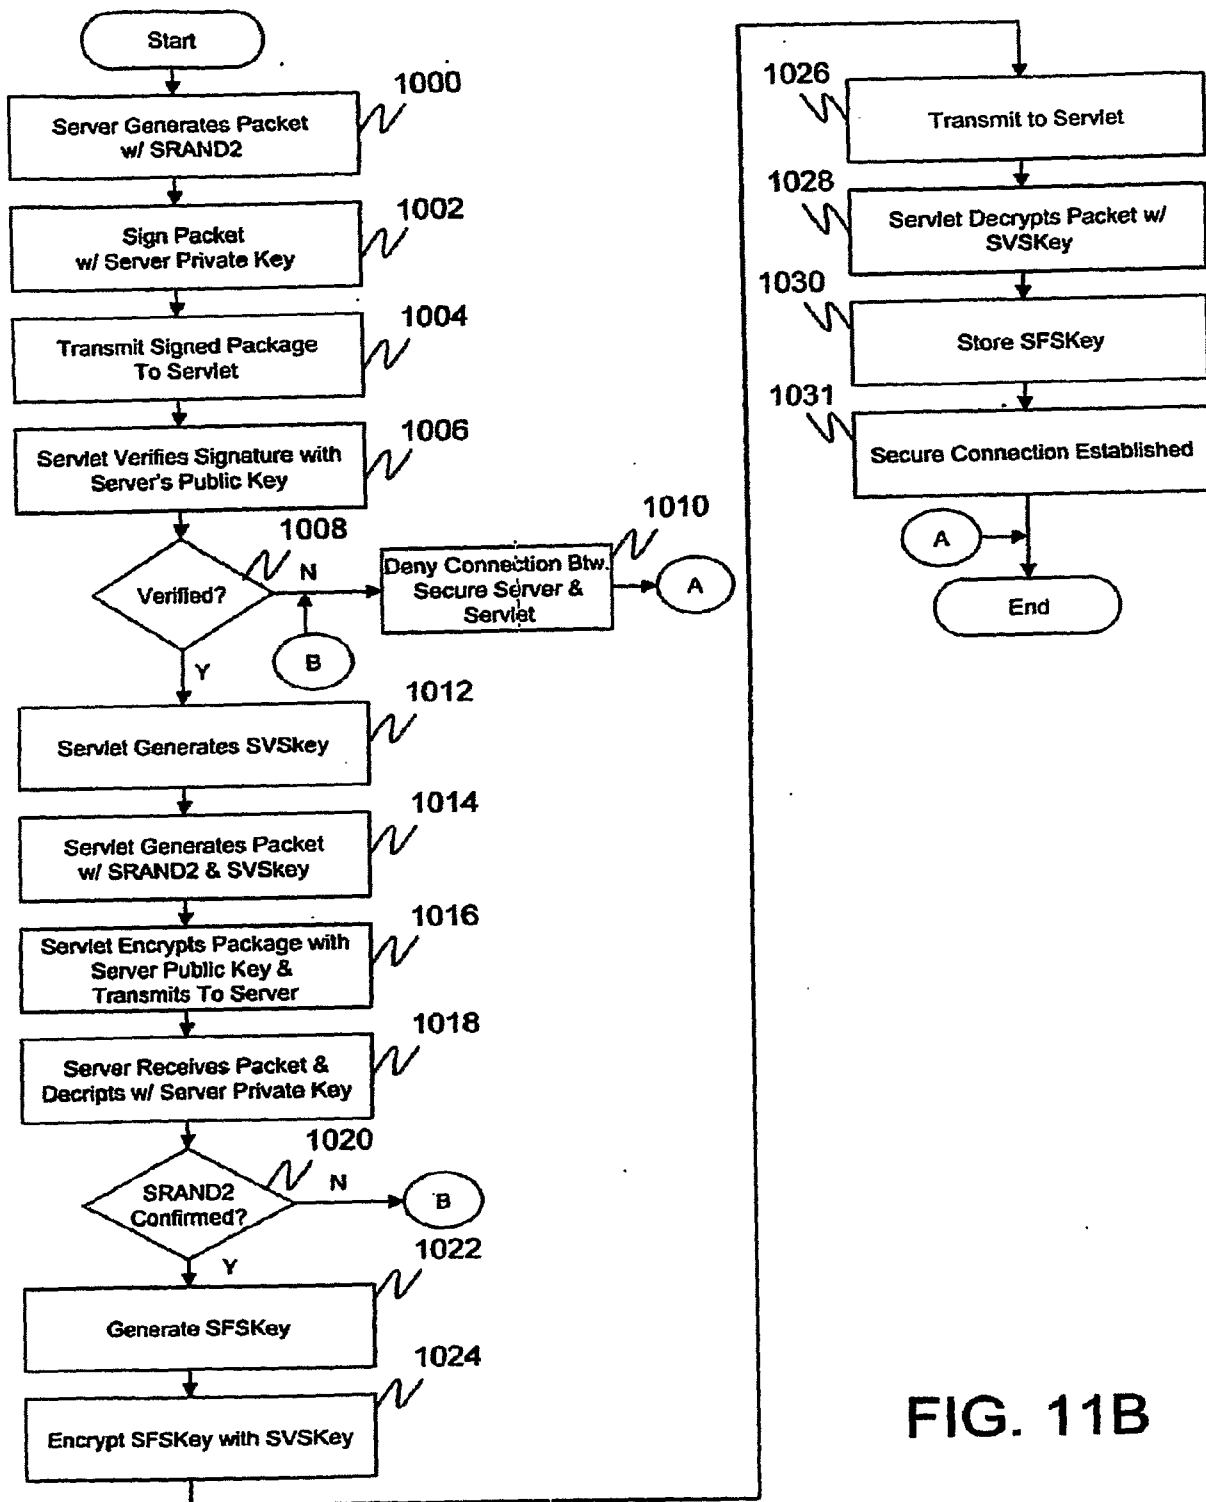 Start
1000
Server Generates Packet
w/ SRAND2
1002
Sign Packet
w/ Server Private Key
1004
Transmit Signed Package
To Servlet
1006
Servlet Verifies Signature with
Server's Public Key
1008
Verified?
N
Y
B
1010
Deny Connection Btw.
Secure Server &
Servlet
A
1012
Servlet Generates SVSkey
1014
Servlet Generates Packet
w/ SRAND2 & SVSkey
1016
Servlet Encrypts Package with
Server Public Key &
Transmits To Server
1018
Server Receives Packet &
Decripts w/ Server Private Key
1020
SRAND2
Confirmed?
N
B
Y
1022
Generate SFSKey
1024
Encrypt SFSKey with SVSKey
1026
Transmit to Servlet
1028
Servlet Decrypts Packet w/
SVSKey
1030
Store SFSKey
1031
Secure Connection Established
A
End
FIG. 11B